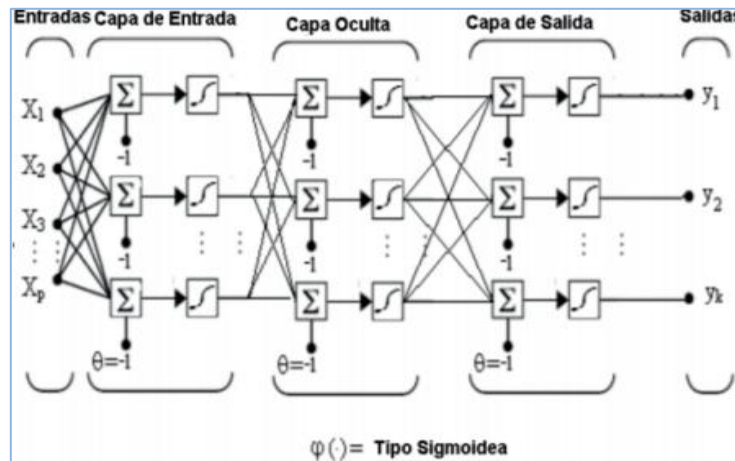 Entradas Capa de Entrada Capa Oculta Capa de Salida Salidas
X1 Σ Σ Σ y1
-1 -1 -1
X2 Σ Σ Σ y2
X3
-1 -1 -1
Xp Σ Σ Σ yk
θ=-1 θ=-1 θ=-1
φ(·)= Tipo Sigmoidea